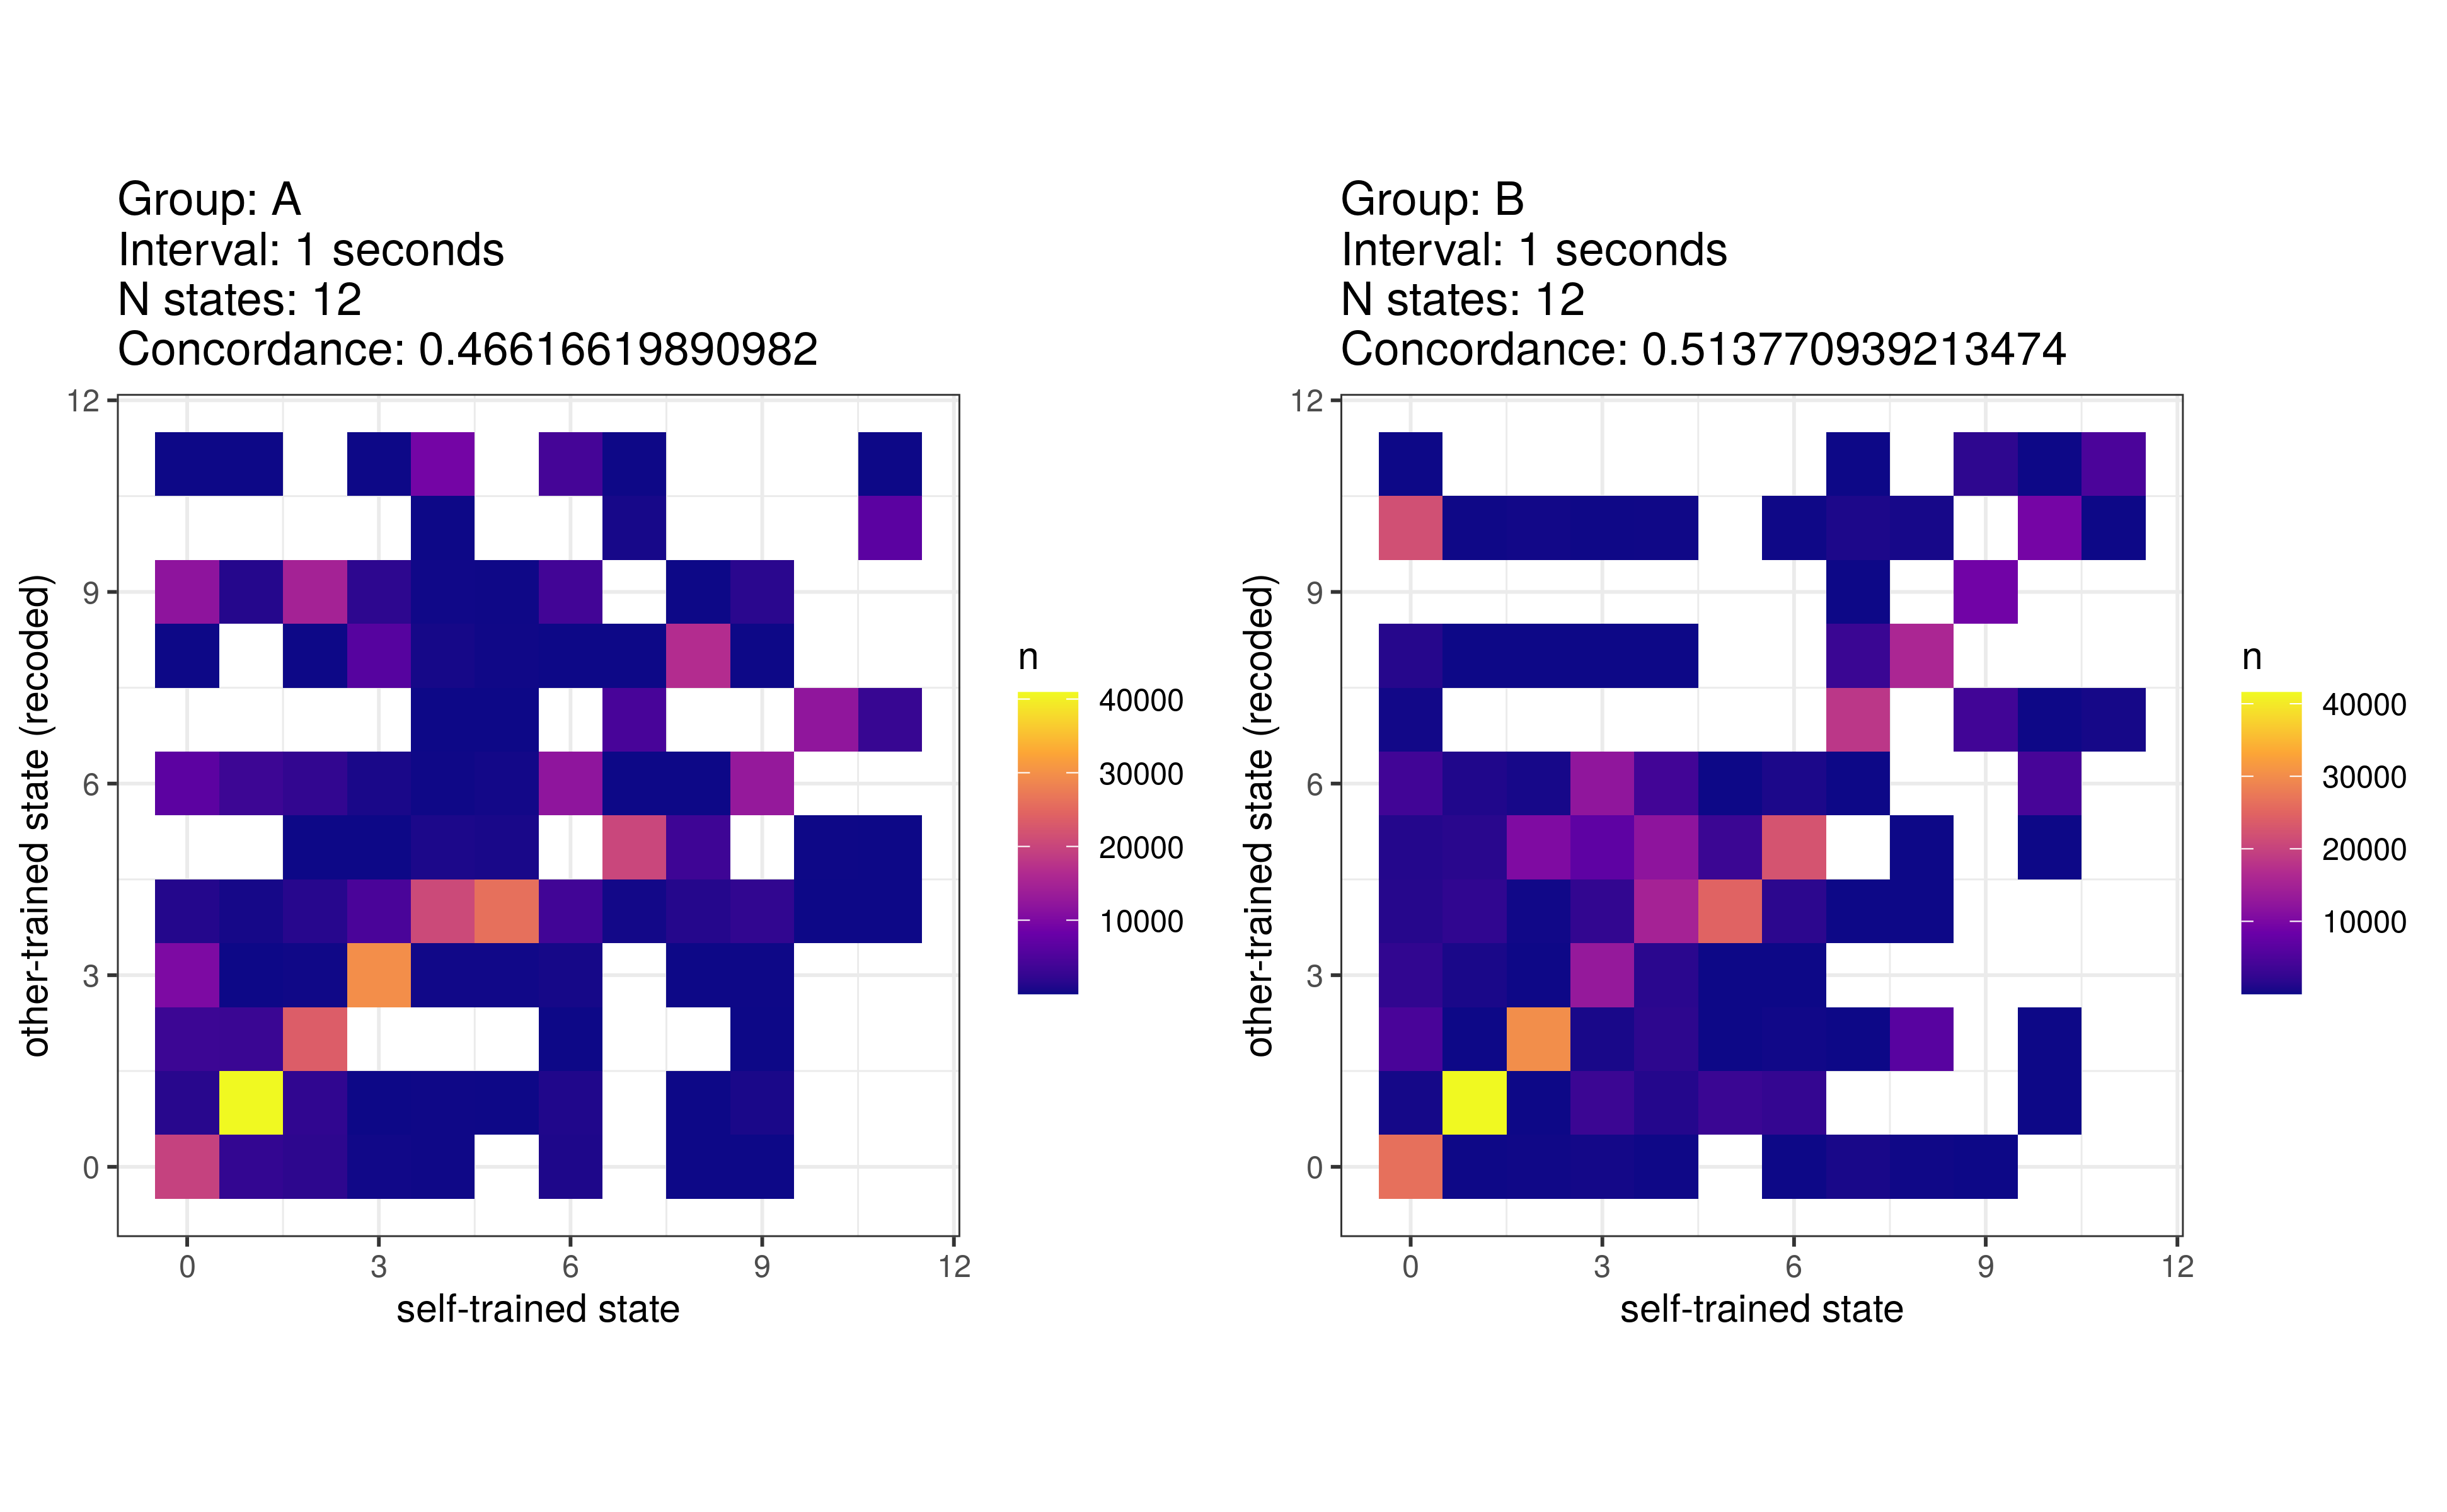 Group: A
Interval: 1 seconds
N states: 12
Concordance: 0.46616619890982
12
9
6
3
0
other-trained state (recoded)
0 3 6 9 12
self-trained state
n
40000
30000
20000
10000
Group: B
Interval: 1 seconds
N states: 12
Concordance: 0.513770939213474
12
9
6
3
0
other-trained state (recoded)
0 3 6 9 12
self-trained state
n
40000
30000
20000
10000